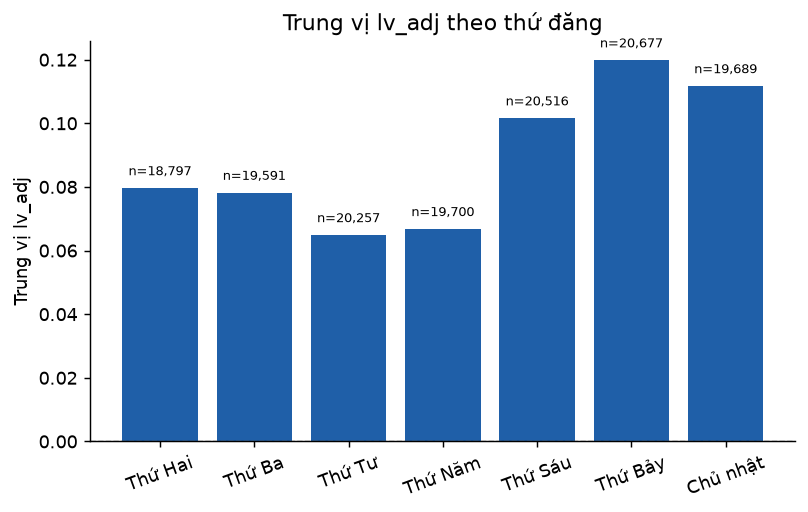 Trung vị lv_adj theo thứ đăng
Trung vị lv_adj
0.12
0.10
0.08
0.06
0.04
0.02
0.00
n=18,797
n=19,591
n=20,257
n=19,700
n=20,516
n=20,677
n=19,689
Thứ Hai
Thứ Ba
Thứ Tư
Thứ Năm
Thứ Sáu
Thứ Bảy
Chủ nhật